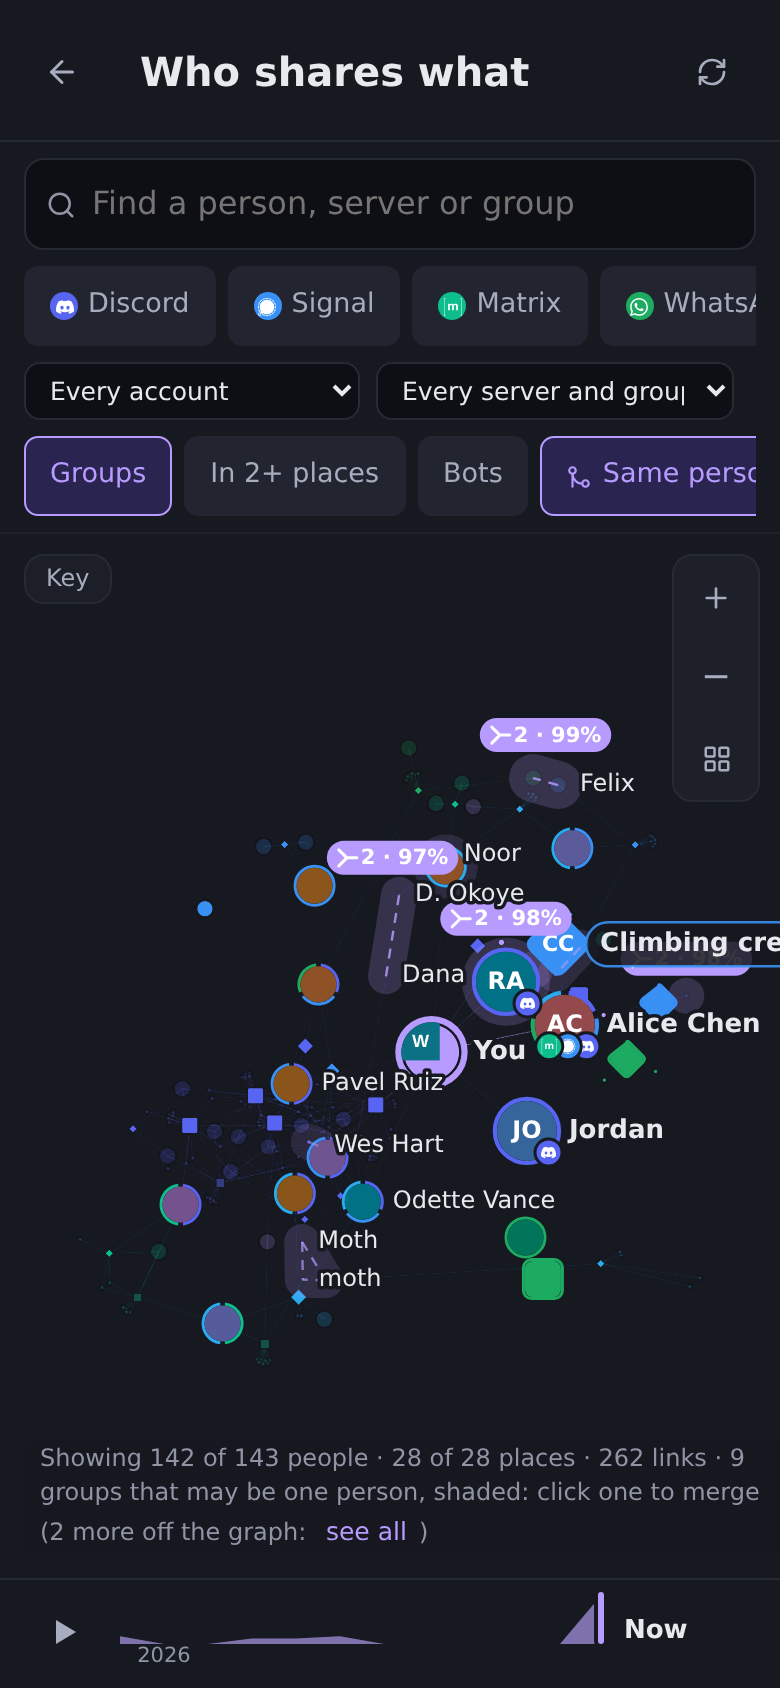 Who shares what
Find a person, server or group
Discord
Signal
Matrix
WhatsA
Every account
Every server and group
Groups
In 2+ places
Bots
Same perso
Key
2 · 99%
Felix
2 · 97%
Noor
D. Okoye
2 · 98%
CC
Climbing cre
Dana
RA
AC
Alice Chen
W
You
m
Pavel Ruiz
JO
Jordan
Wes Hart
Odette Vance
Moth
moth
Showing 142 of 143 people · 28 of 28 places · 262 links · 9
groups that may be one person, shaded: click one to merge
(2 more off the graph: see all )
2026
Now